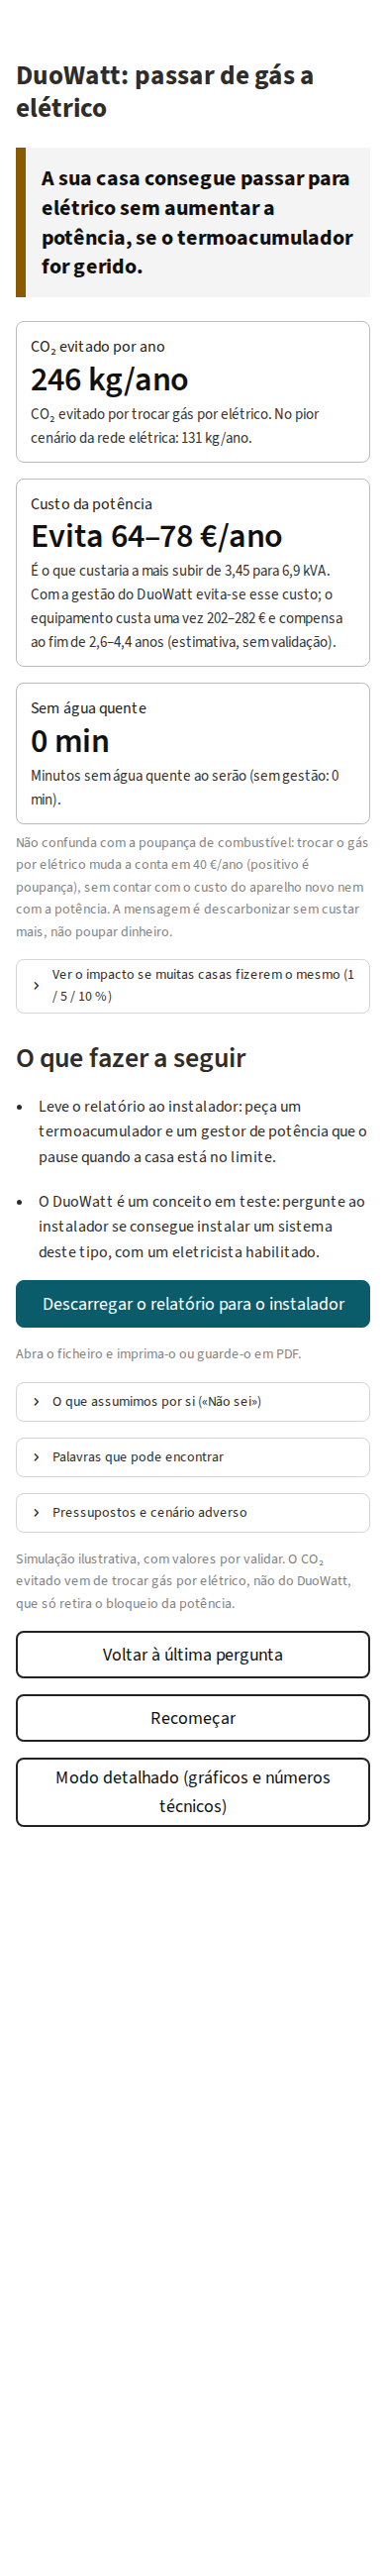 DuoWatt: passar de gás a
elétrico
A sua casa consegue passar para
elétrico sem aumentar a
potência, se o termoacumulador
for gerido.
CO₂ evitado por ano
246 kg/ano
CO₂ evitado por trocar gás por elétrico. No pior
cenário da rede elétrica: 131 kg/ano.
Custo da potência
Evita 64–78 €/ano
É o que custaria a mais subir de 3,45 para 6,9 kVA.
Com a gestão do DuoWatt evita-se esse custo; o
equipamento custa uma vez 202–282 € e compensa
ao fim de 2,6–4,4 anos (estimativa, sem validação).
Sem água quente
0 min
Minutos sem água quente ao serão (sem gestão: 0
min).
Não confunda com a poupança de combustível: trocar o gás
por elétrico muda a conta em 40 €/ano (positivo é
poupança), sem contar com o custo do aparelho novo nem
com a potência. A mensagem é descarbonizar sem custar
mais, não poupar dinheiro.
Ver o impacto se muitas casas fizerem o mesmo (1
/ 5 / 10 %)
O que fazer a seguir
• Leve o relatório ao instalador: peça um
termoacumulador e um gestor de potência que o
pause quando a casa está no limite.
• O DuoWatt é um conceito em teste: pergunte ao
instalador se consegue instalar um sistema
deste tipo, com um eletricista habilitado.
Descarregar o relatório para o instalador
Abra o ficheiro e imprima-o ou guarde-o em PDF.
O que assumimos por si («Não sei»)
Palavras que pode encontrar
Pressupostos e cenário adverso
Simulação ilustrativa, com valores por validar. O CO₂
evitado vem de trocar gás por elétrico, não do DuoWatt,
que só retira o bloqueio da potência.
Voltar à última pergunta
Recomeçar
Modo detalhado (gráficos e números
técnicos)